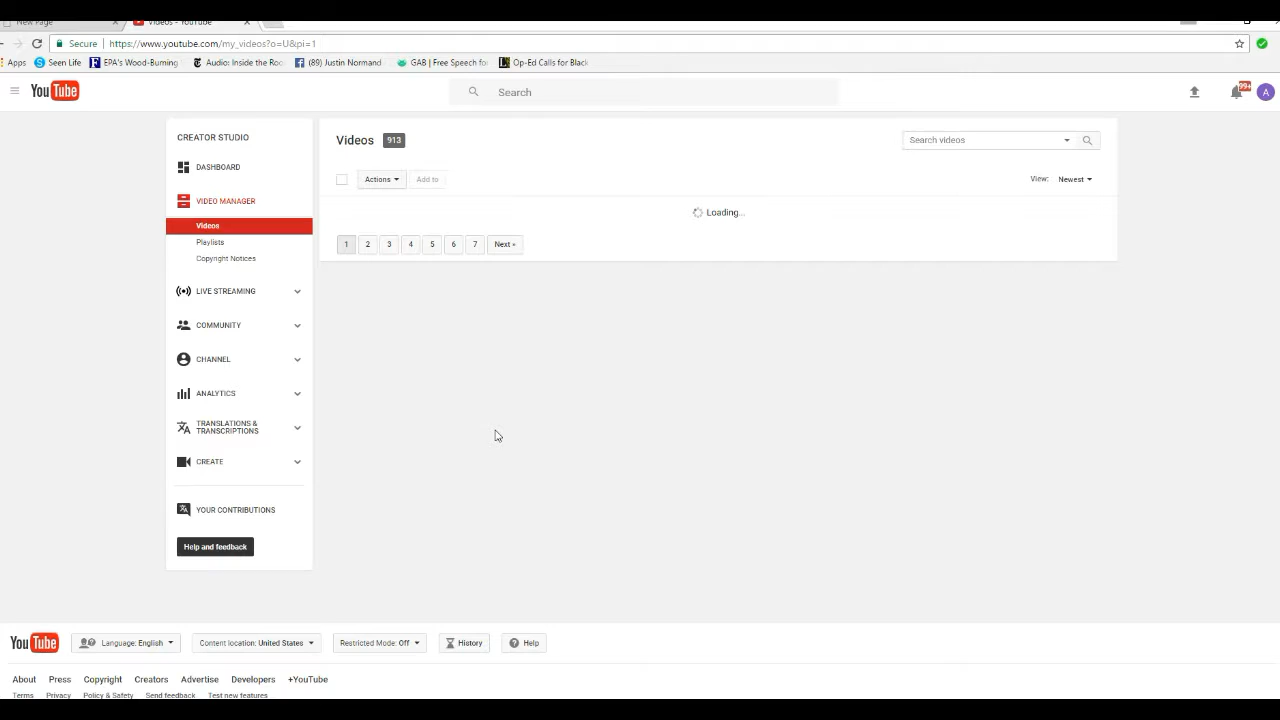 New Page
Videos - YouTube
Secure https://www.youtube.com/my_videos?o=U&pi=1
Apps Seen Life EPA's Wood-Burning Audio: Inside the Roo (89) Justin Normand GAB | Free Speech fo Op-Ed Calls for Black
YouTube
Search
99+
A
CREATOR STUDIO
DASHBOARD
VIDEO MANAGER
Videos
Playlists
Copyright Notices
LIVE STREAMING
COMMUNITY
CHANNEL
ANALYTICS
TRANSLATIONS &
TRANSCRIPTIONS
CREATE
YOUR CONTRIBUTIONS
Help and feedback
Videos 913
Search videos
Actions Add to
View: Newest
Loading...
1 2 3 4 5 6 7 Next »
YouTube Language: English Content location: United States Restricted Mode: Off History Help
About Press Copyright Creators Advertise Developers +YouTube
Terms Privacy Policy & Safety Send feedback Test new features